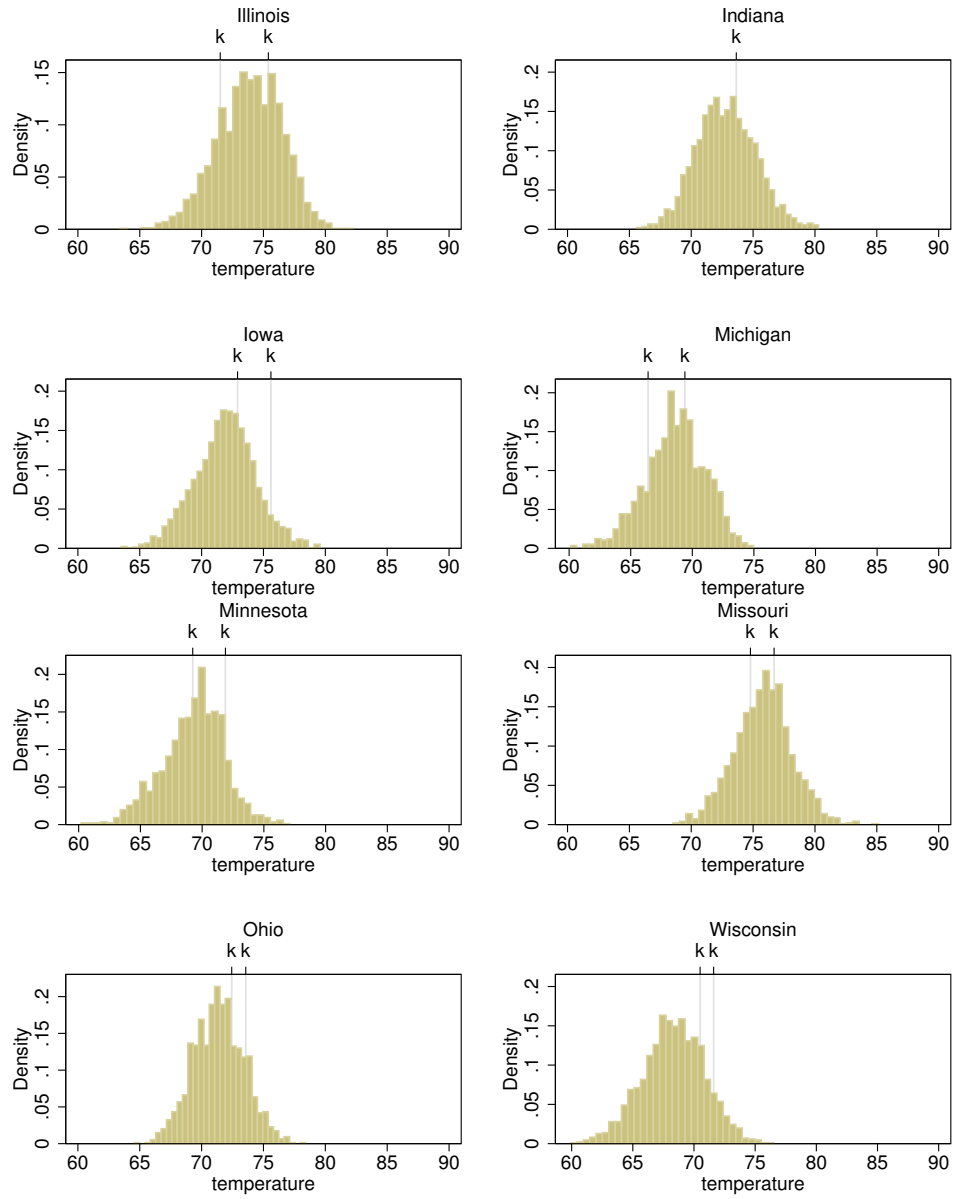 Illinois
k k
Density
0 .05 .1 .15
60 65 70 75 80 85 90
temperature
Indiana
k
Density
0 .05 .1 .15 .2
60 65 70 75 80 85 90
temperature
Iowa
k k
Density
0 .05 .1 .15 .2
60 65 70 75 80 85 90
temperature
Michigan
k k
Density
0 .05 .1 .15 .2
60 65 70 75 80 85 90
temperature
Minnesota
k k
Density
0 .05 .1 .15 .2
60 65 70 75 80 85 90
temperature
Missouri
k k
Density
0 .05 .1 .15 .2
60 65 70 75 80 85 90
temperature
Ohio
k k
Density
0 .05 .1 .15 .2
60 65 70 75 80 85 90
temperature
Wisconsin
k k
Density
0 .05 .1 .15 .2
60 65 70 75 80 85 90
temperature